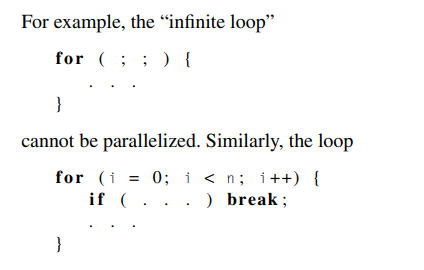 For example, the “infinite loop”
for ( ; ; ) {
. . .
}
cannot be parallelized. Similarly, the loop
for (i = 0; i < n; i++) {
if ( . . . ) break;
. . .
}